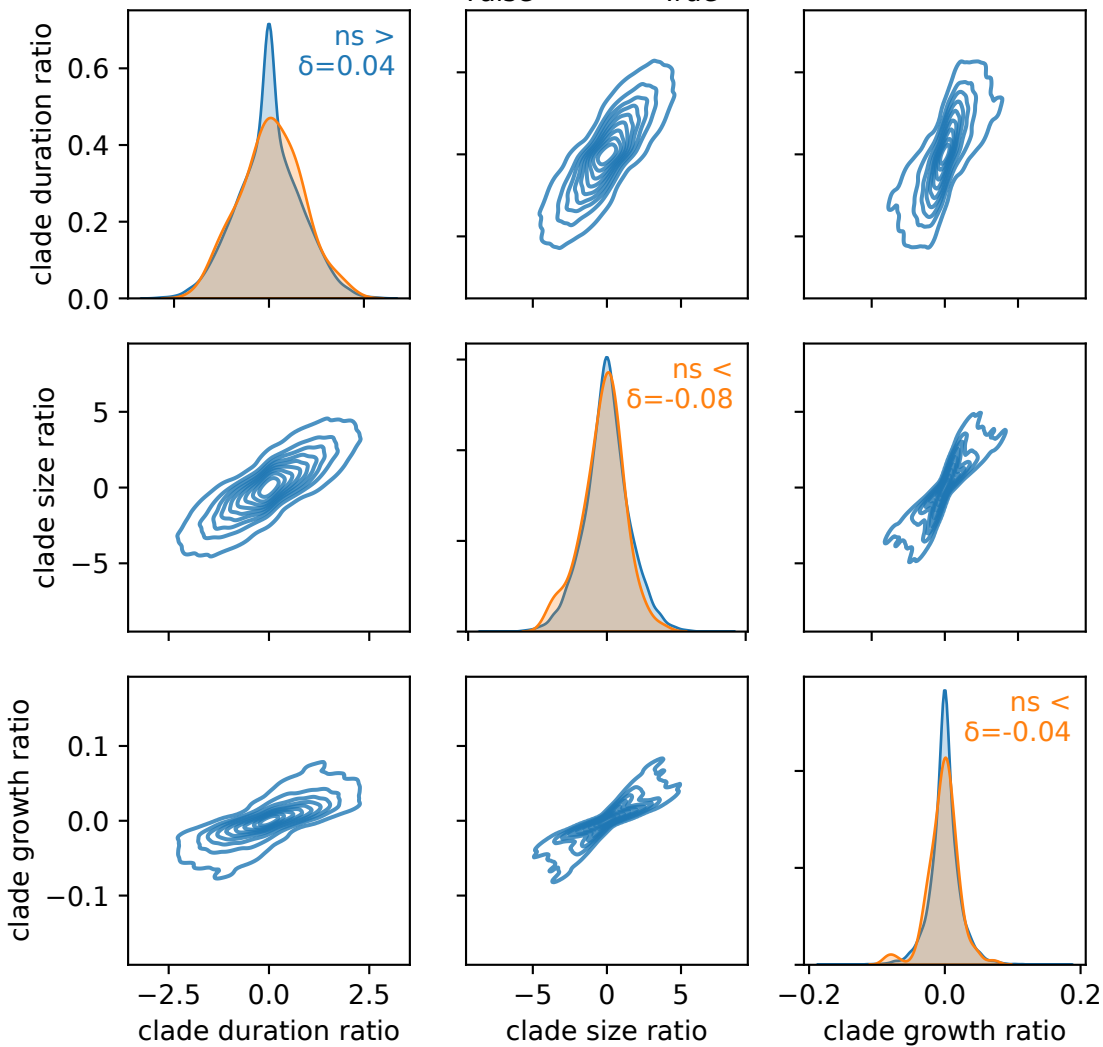 clade duration ratio
0.6
0.4
0.2
0.0
ns >
δ=0.04
clade size ratio
5
0
−5
ns <
δ=-0.08
clade growth ratio
0.1
0.0
−0.1
ns <
δ=-0.04
−2.5
0.0
2.5
−5
0
5
−0.2
0.0
0.2
clade duration ratio
clade size ratio
clade growth ratio